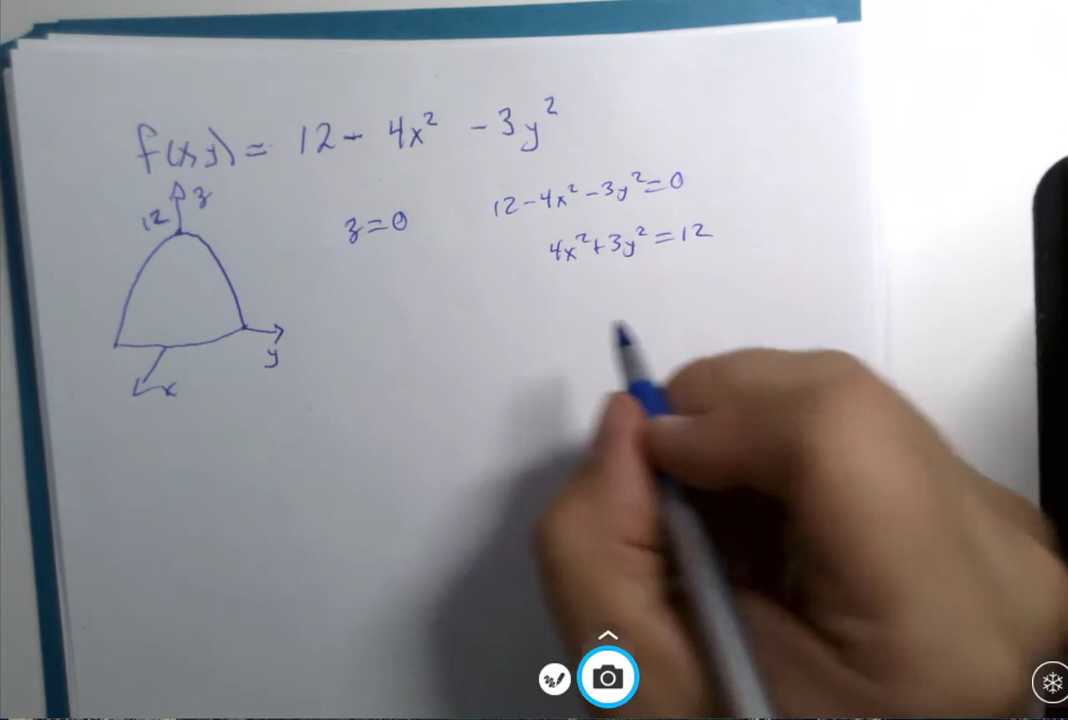 f(x,y) = 12 - 4x² - 3y²
12 - 4x² - 3y² = 0
z
12
z = 0
4x² + 3y² = 12
y
x